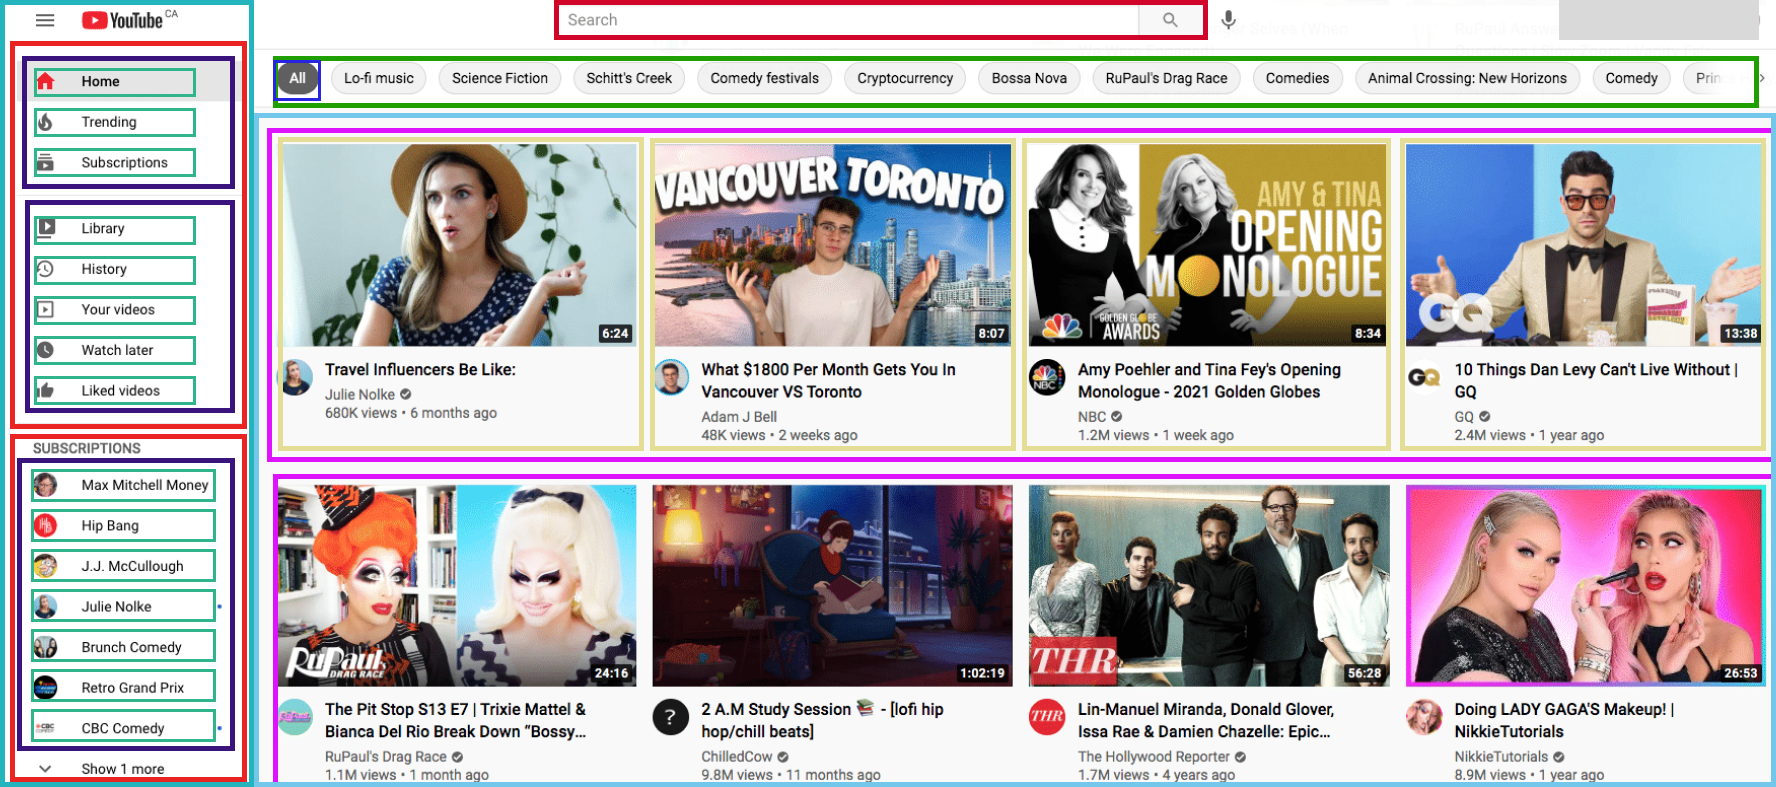 YouTube CA
Search
Home
Trending
Subscriptions
Library
History
Your videos
Watch later
Liked videos
SUBSCRIPTIONS
Max Mitchell Money
Hip Bang
J.J. McCullough
Julie Nolke
Brunch Comedy
Retro Grand Prix
CBC Comedy
Show 1 more
All
Lo-fi music
Science Fiction
Schitt's Creek
Comedy festivals
Cryptocurrency
Bossa Nova
RuPaul's Drag Race
Comedies
Animal Crossing: New Horizons
Comedy
6:24
Travel Influencers Be Like:
Julie Nolke
680K views • 6 months ago
VANCOUVER TORONTO
8:07
What $1800 Per Month Gets You In
Vancouver VS Toronto
Adam J Bell
48K views • 2 weeks ago
AMY & TINA
OPENING
MONOLOGUE
GOLDEN GLOBE
AWARDS
8:34
NBC
Amy Poehler and Tina Fey's Opening
Monologue - 2021 Golden Globes
NBC
1.2M views • 1 week ago
GQ
13:38
GQ
10 Things Dan Levy Can't Live Without |
GQ
GQ
2.4M views • 1 year ago
RuPaul's
DRAG RACE
24:16
The Pit Stop S13 E7 | Trixie Mattel &
Bianca Del Rio Break Down “Bossy...
RuPaul's Drag Race
1.1M views • 1 month ago
1:02:19
?
2 A.M Study Session 📚 - [lofi hip
hop/chill beats]
ChilledCow
9.8M views • 11 months ago
THR
56:28
THR
Lin-Manuel Miranda, Donald Glover,
Issa Rae & Damien Chazelle: Epic...
The Hollywood Reporter
1.7M views • 4 years ago
26:53
Doing LADY GAGA'S Makeup! |
NikkieTutorials
NikkieTutorials
8.9M views • 1 year ago